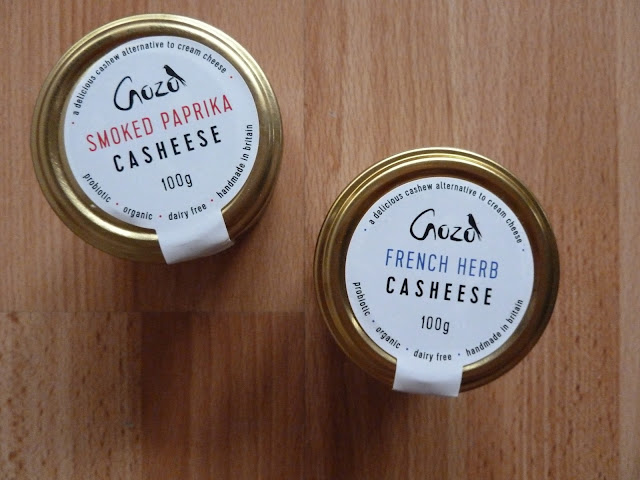 a delicious cashew alternative to cream cheese
Gozo
SMOKED PAPRIKA
CASHEESE
100g
probiotic • organic • dairy free • handmade in britain
a delicious cashew alternative to cream cheese
Gozo
FRENCH HERB
CASHEESE
100g
probiotic • organic • dairy free • handmade in britain